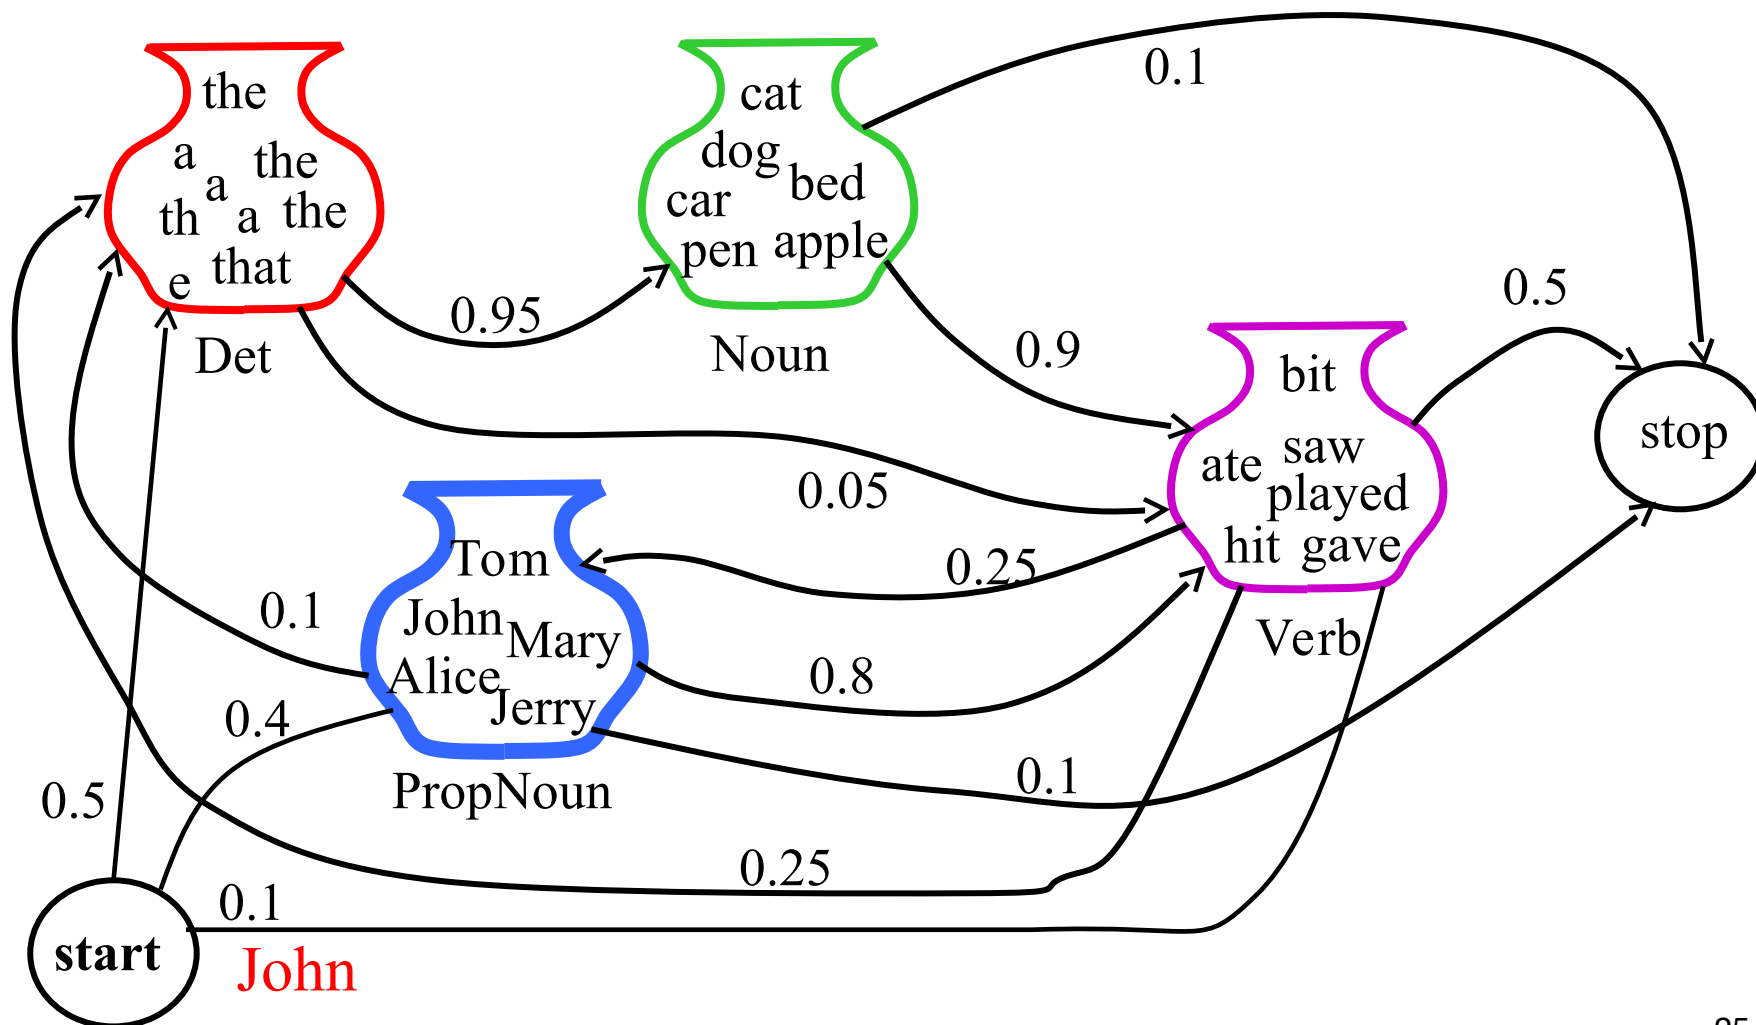 the
a the
a
th a the
that
e
Det
cat
dog
bed
car
apple
pen
Noun
0.1
0.95
0.9
0.5
bit
saw
ate
played
hit gave
Verb
stop
0.05
0.25
Tom
John
Mary
Alice
Jerry
PropNoun
0.1
0.8
0.4
0.1
0.5
0.25
0.1
start
John